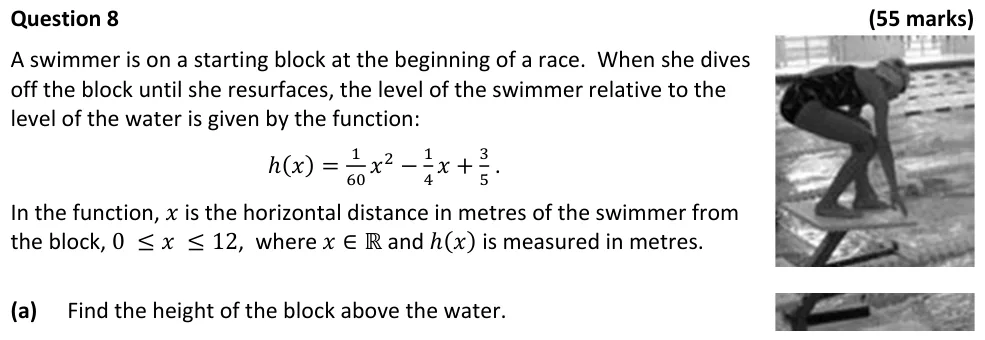 Question 8 (55 marks)
A swimmer is on a starting block at the beginning of a race. When she dives
off the block until she resurfaces, the level of the swimmer relative to the
level of the water is given by the function:
h(x) = 1/60 x² − 1/4 x + 3/5 .
In the function, x is the horizontal distance in metres of the swimmer from
the block, 0 ≤ x ≤ 12, where x ∈ ℝ and h(x) is measured in metres.
(a) Find the height of the block above the water.